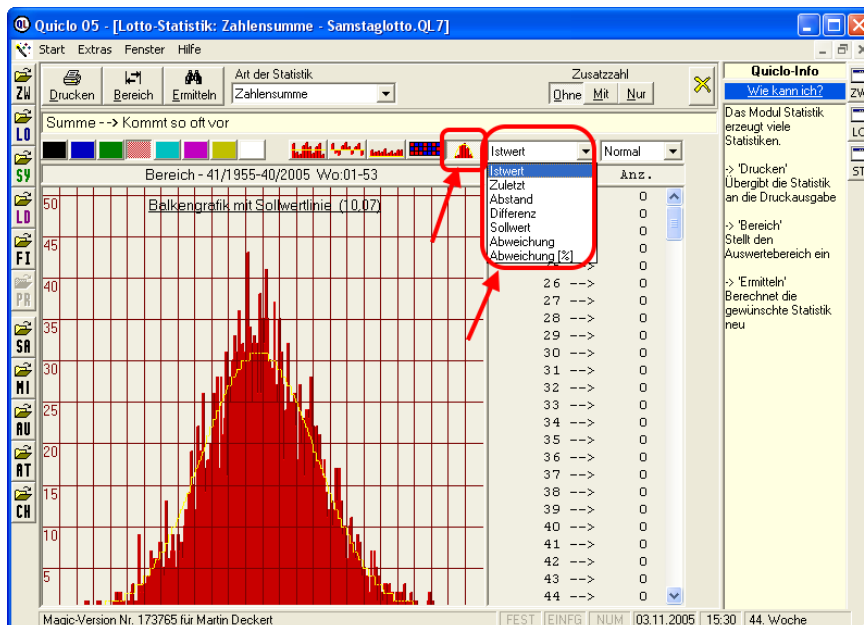 Quiclo 05 - [Lotto-Statistik: Zahlensumme - Samstaglotto.QL7]
Start Extras Fenster Hilfe
Drucken Bereich Ermitteln
Art der Statistik
Zahlensumme
Zusatzzahl
Ohne Mit Nur
Summe --> Kommt so oft vor
Istwert
Normal
Istwert
Zuletzt
Abstand
Differenz
Sollwert
Abweichung
Abweichung [%]
Bereich - 41/1955-40/2005 Wo:01-53
Anz.
Balkengrafik mit Sollwertlinie (10,07)
50
45
40
35
30
25
20
15
10
5
0
0
0
0
0
26 --> 0
27 --> 0
28 --> 0
29 --> 0
30 --> 0
31 --> 0
32 --> 0
33 --> 0
34 --> 0
35 --> 0
36 --> 0
37 --> 0
38 --> 0
39 --> 0
40 --> 0
41 --> 0
42 --> 0
43 --> 0
44 --> 0
ZW
LO
SY
LD
FI
PR
SA
MI
AU
AT
CH
Quiclo-Info
Wie kann ich?
Das Modul Statistik
erzeugt viele
Statistiken.
-> 'Drucken'
Übergibt die Statistik
an die Druckausgabe
-> 'Bereich'
Stellt den
Auswertebereich ein
-> 'Ermitteln'
Berechnet die
gewünschte Statistik
neu
Magic-Version Nr. 173765 für Martin Deckert
FEST EINFG NUM 03.11.2005 15:30 44. Woche